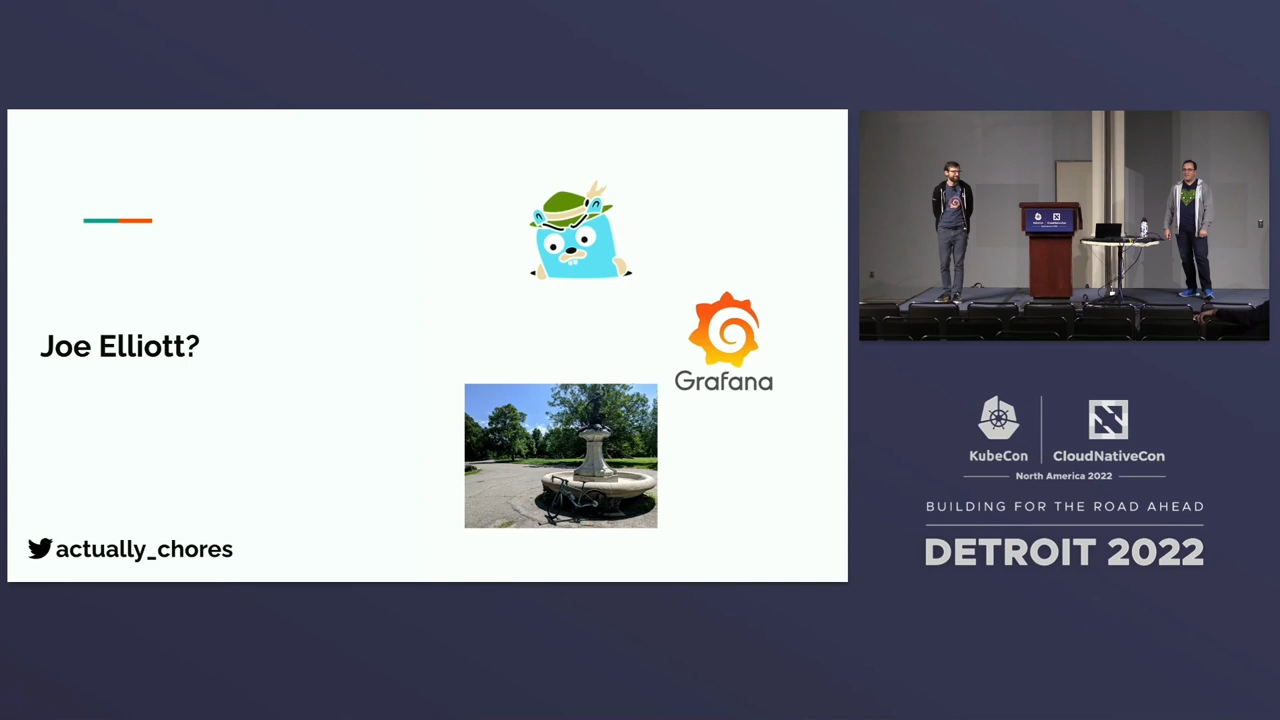 Joe Elliott?
actually_chores
Grafana
KubeCon
CloudNativeCon
North America 2022
BUILDING FOR THE ROAD AHEAD
DETROIT 2022